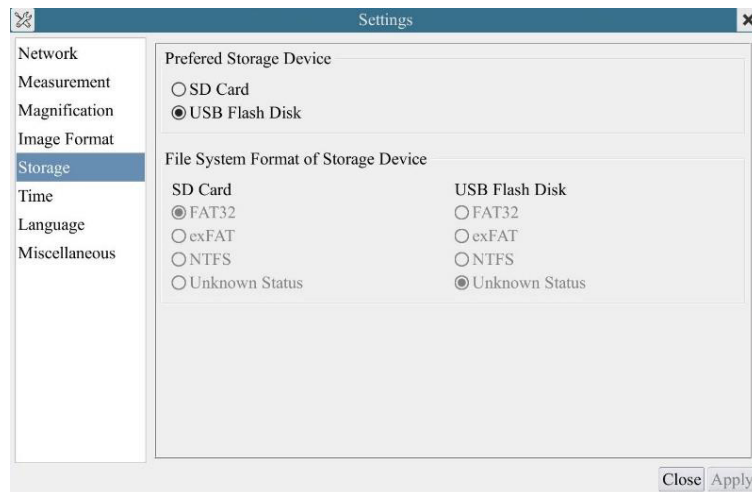 Settings
Network
Measurement
Magnification
Image Format
Storage
Time
Language
Miscellaneous
Prefered Storage Device
SD Card
USB Flash Disk
File System Format of Storage Device
SD Card
FAT32
exFAT
NTFS
Unknown Status
USB Flash Disk
FAT32
exFAT
NTFS
Unknown Status
Close
Apply